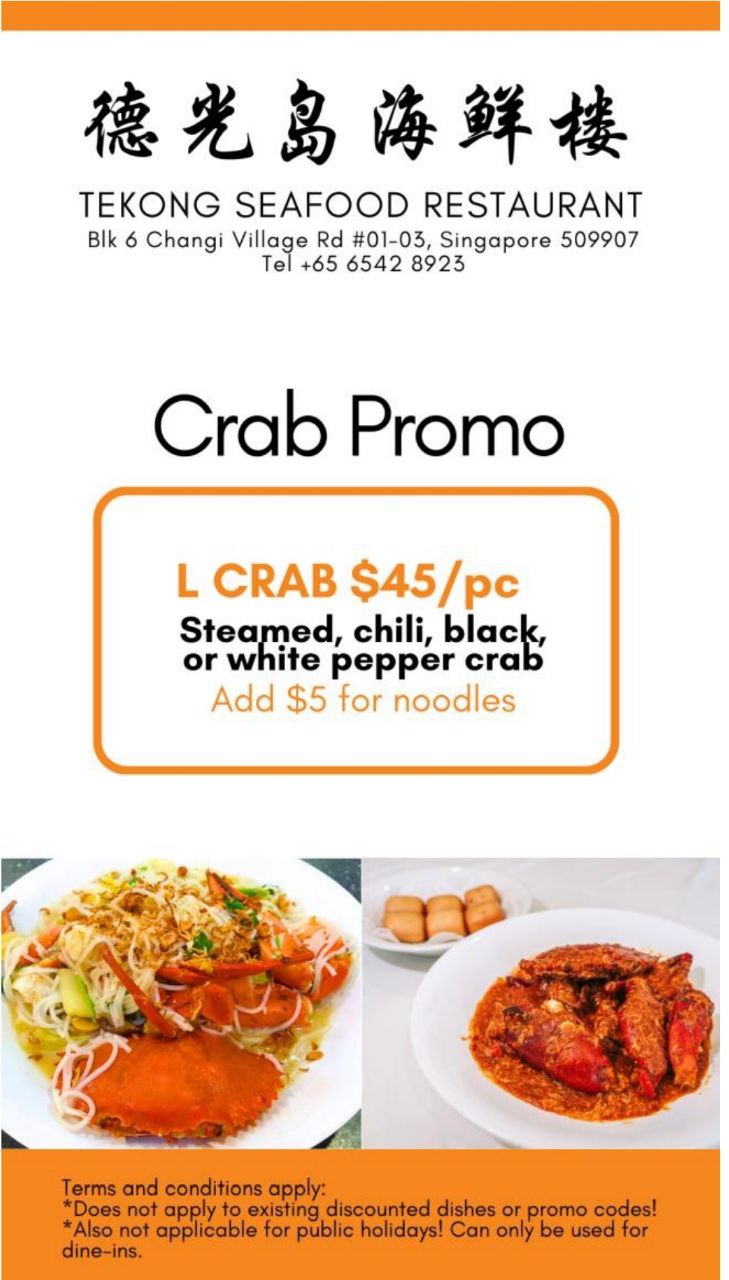 德光岛海鲜楼
TEKONG SEAFOOD RESTAURANT
Blk 6 Changi Village Rd #01-03, Singapore 509907
Tel +65 6542 8923
Crab Promo
L CRAB $45/pc
Steamed, chili, black,
or white pepper crab
Add $5 for noodles
Terms and conditions apply:
*Does not apply to existing discounted dishes or promo codes!
*Also not applicable for public holidays! Can only be used for
dine-ins.